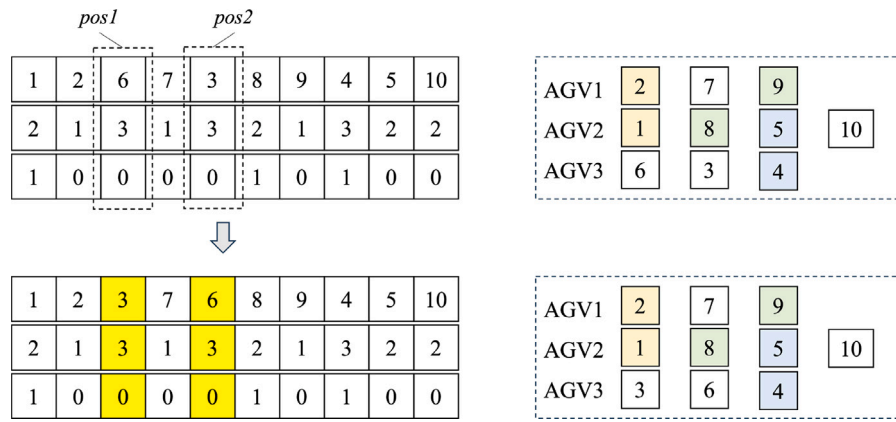 pos1 pos2
1 2 6 7 3 8 9 4 5 10
2 1 3 1 3 2 1 3 2 2
1 0 0 0 0 1 0 1 0 0
AGV1 2 7 9
AGV2 1 8 5 10
AGV3 6 3 4
1 2 3 7 6 8 9 4 5 10
2 1 3 1 3 2 1 3 2 2
1 0 0 0 0 1 0 1 0 0
AGV1 2 7 9
AGV2 1 8 5 10
AGV3 3 6 4